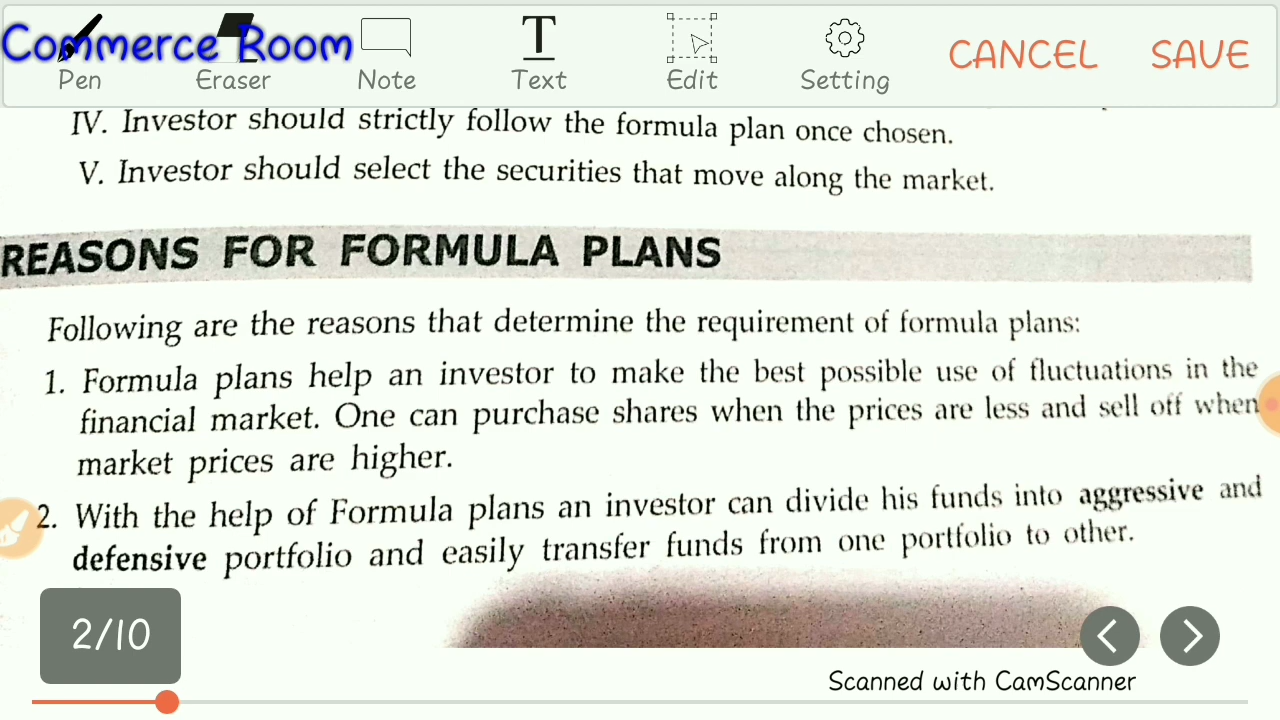 Commerce Room
Pen Eraser Note Text Edit Setting CANCEL SAVE
IV. Investor should strictly follow the formula plan once chosen.
V. Investor should select the securities that move along the market.
REASONS FOR FORMULA PLANS
Following are the reasons that determine the requirement of formula plans:
1. Formula plans help an investor to make the best possible use of fluctuations in the
financial market. One can purchase shares when the prices are less and sell off when
market prices are higher.
2. With the help of Formula plans an investor can divide his funds into aggressive and
defensive portfolio and easily transfer funds from one portfolio to other.
2/10
Scanned with CamScanner